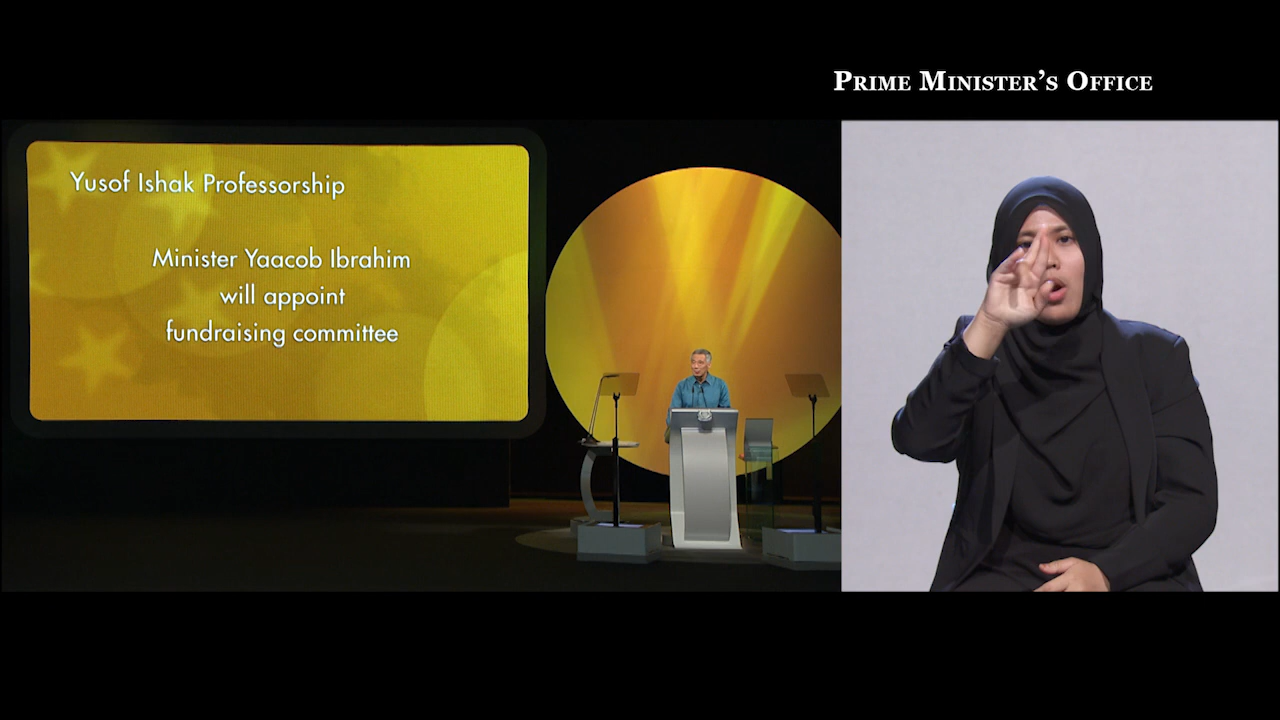 Prime Minister's Office
Yusof Ishak Professorship
Minister Yaacob Ibrahim
will appoint
fundraising committee